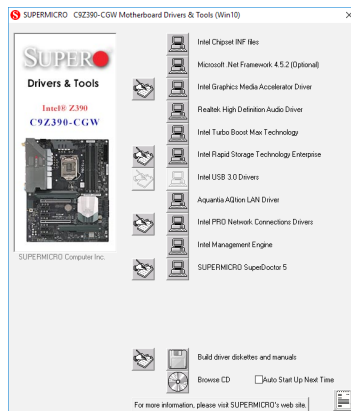 SUPERMICRO C9Z390-CGW Motherboard Drivers & Tools (Win10)
SUPERO
Drivers & Tools
Intel® Z390
C9Z390-CGW
SUPERMICRO Computer Inc.
Intel Chipset INF files
Microsoft .Net Framework 4.5.2 (Optional)
Intel Graphics Media Accelerator Driver
Realtek High Definition Audio Driver
Intel Turbo Boost Max Technology
Intel Rapid Storage Technology Enterprise
Intel USB 3.0 Drivers
Aquantia AQtion LAN Driver
Intel PRO Network Connections Drivers
Intel Management Engine
SUPERMICRO SuperDoctor 5
Build driver diskettes and manuals
Browse CD
Auto Start Up Next Time
For more information, please visit SUPERMICRO's web site.